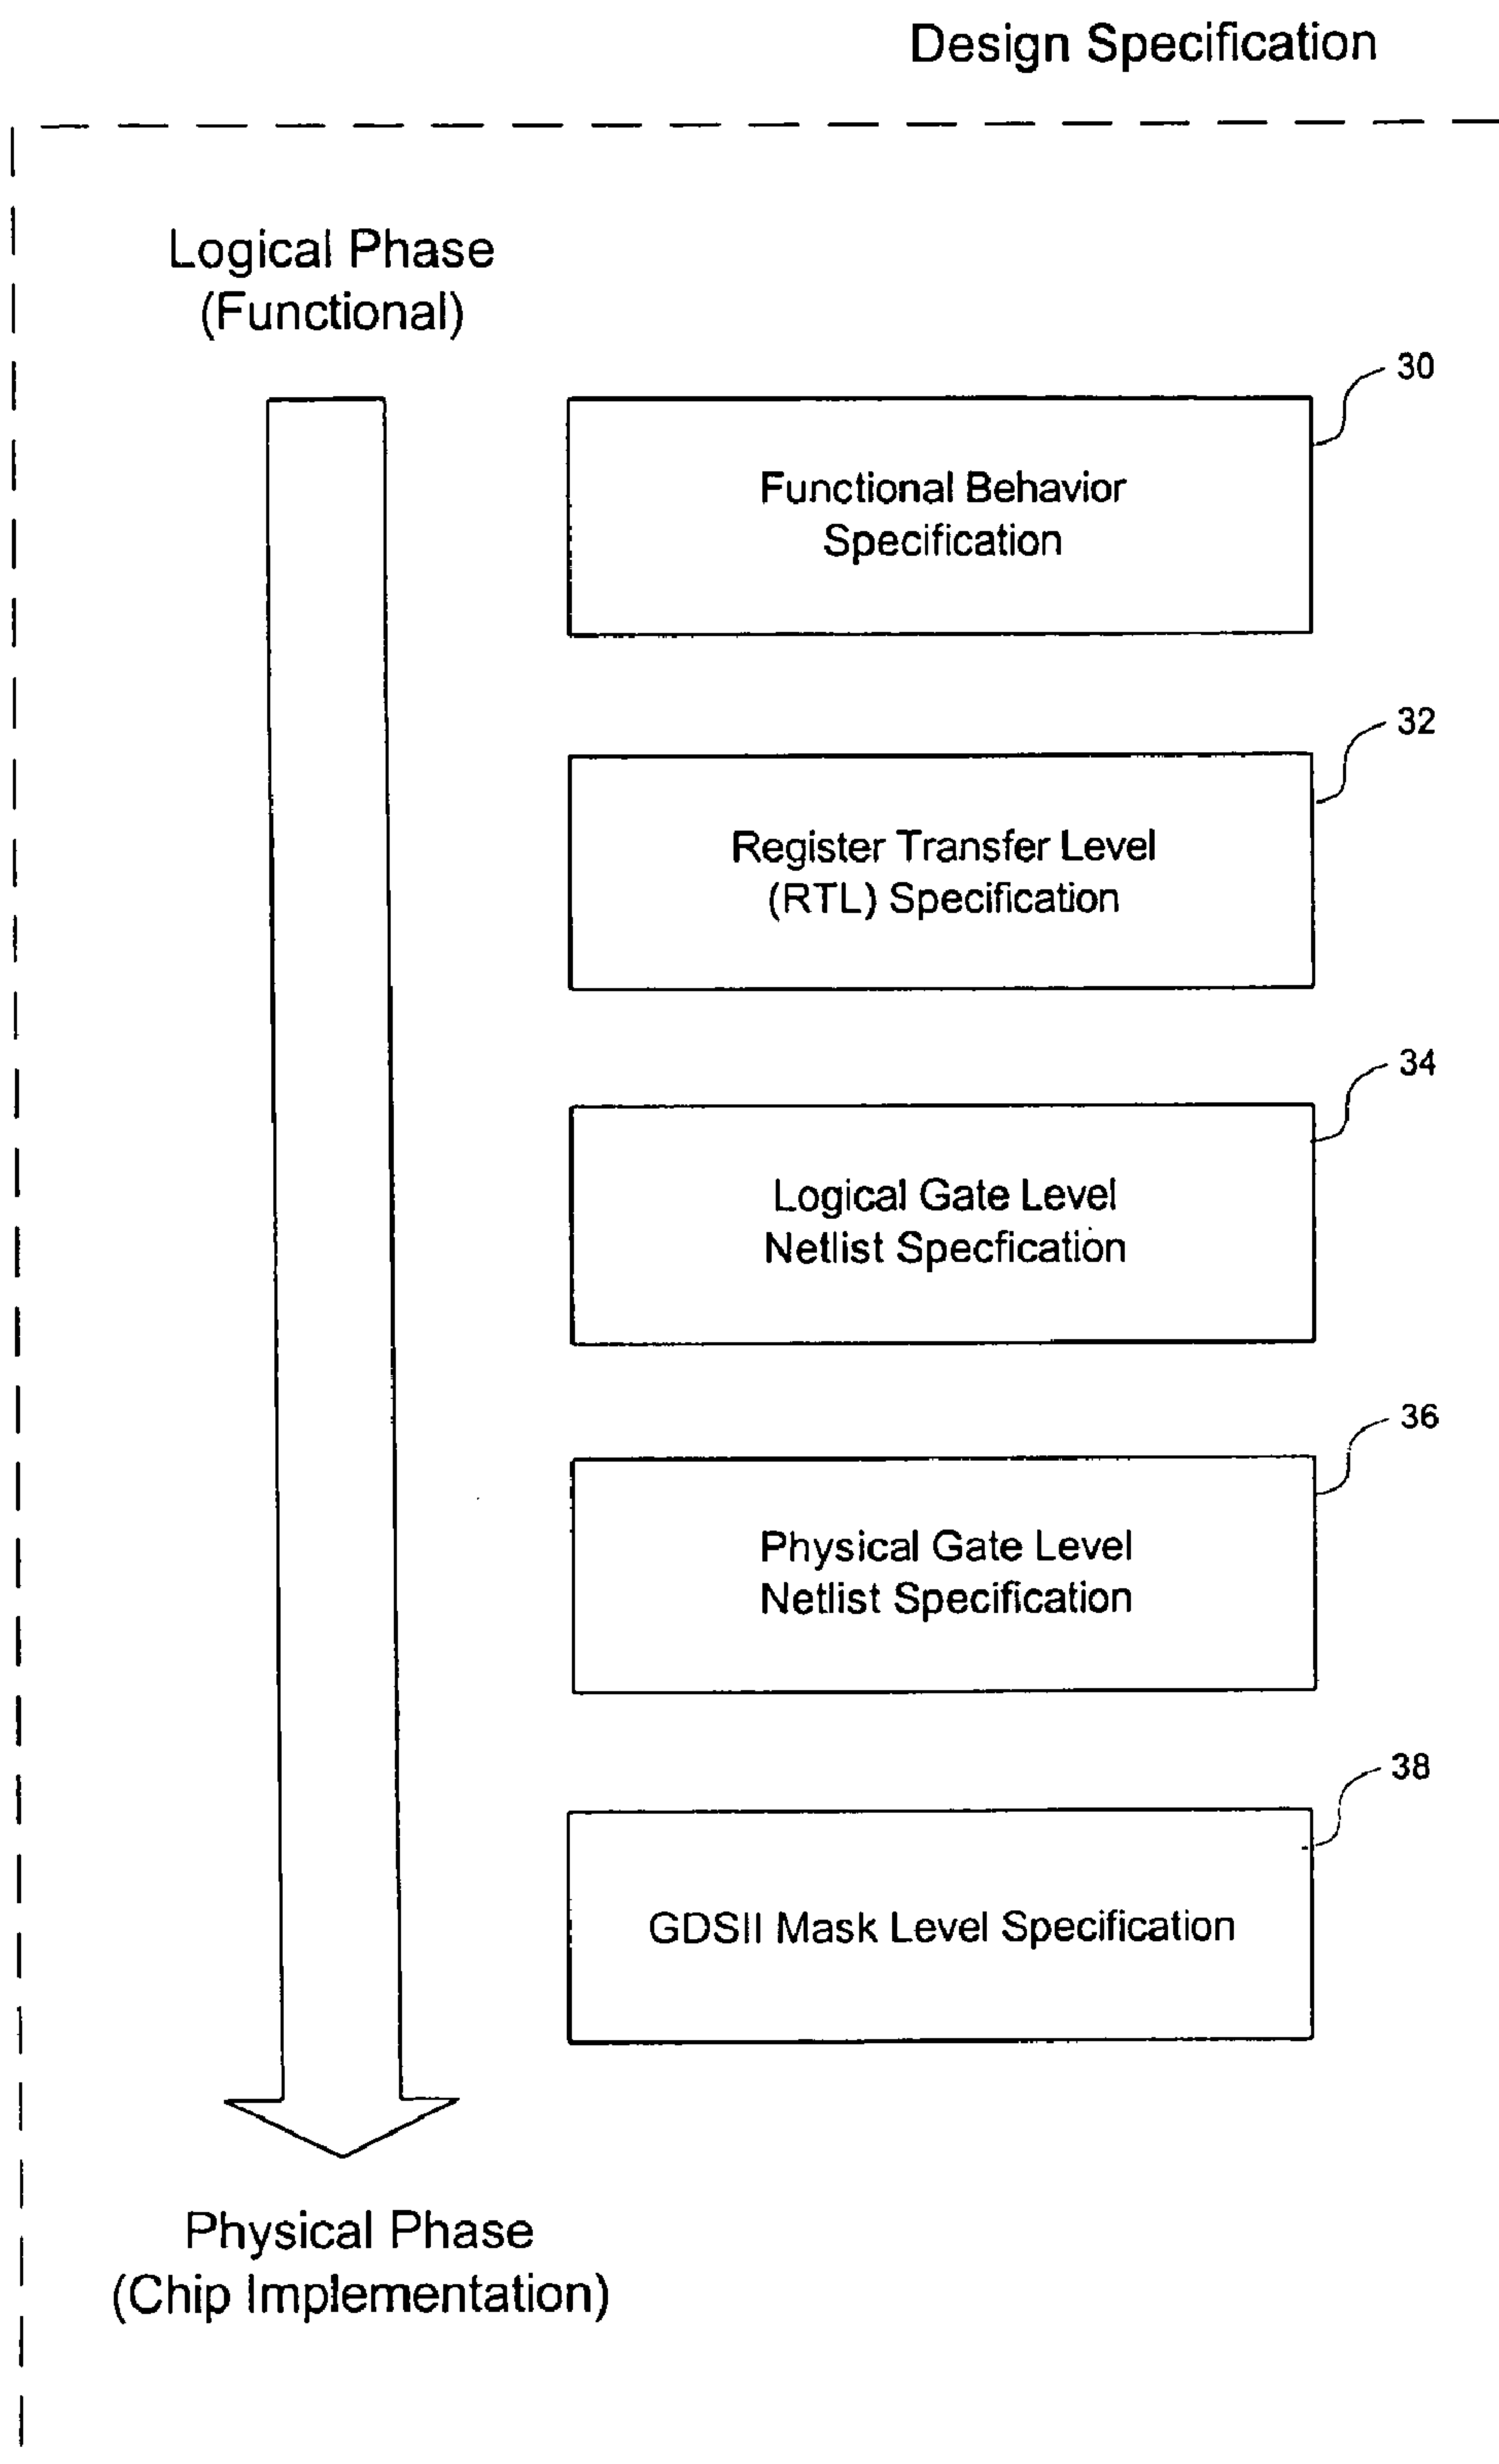 Design Specification
Logical Phase
(Functional)
30
Functional Behavior
Specification
32
Register Transfer Level
(RTL) Specification
34
Logical Gate Level
Netlist Specfication
36
Physical Gate Level
Netlist Specification
38
GDSII Mask Level Specification
Physical Phase
(Chip Implementation)